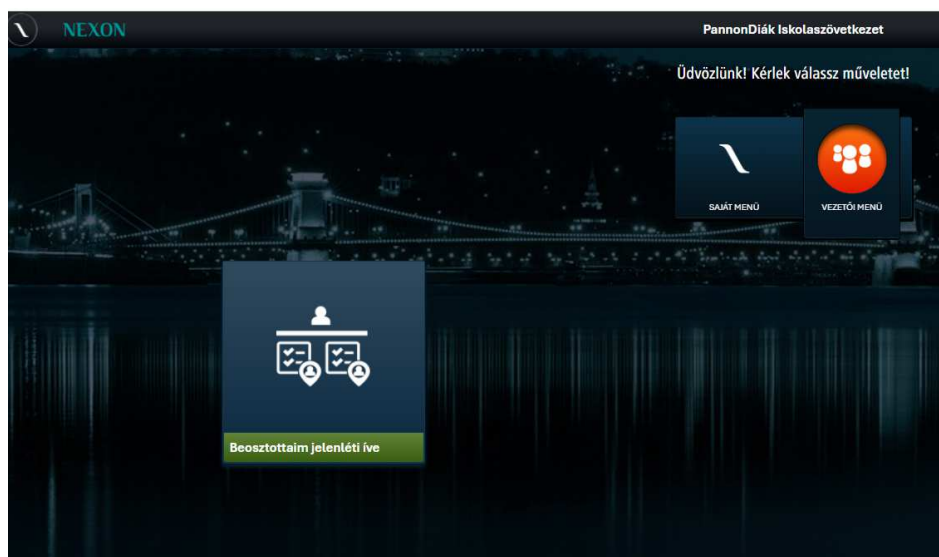 NEXON
PannonDiák Iskolaszövetkezet
Üdvözlünk! Kérlek válassz műveletet!
SAJÁT MENÜ
VEZETŐI MENÜ
Beosztottaim jelenléti íve